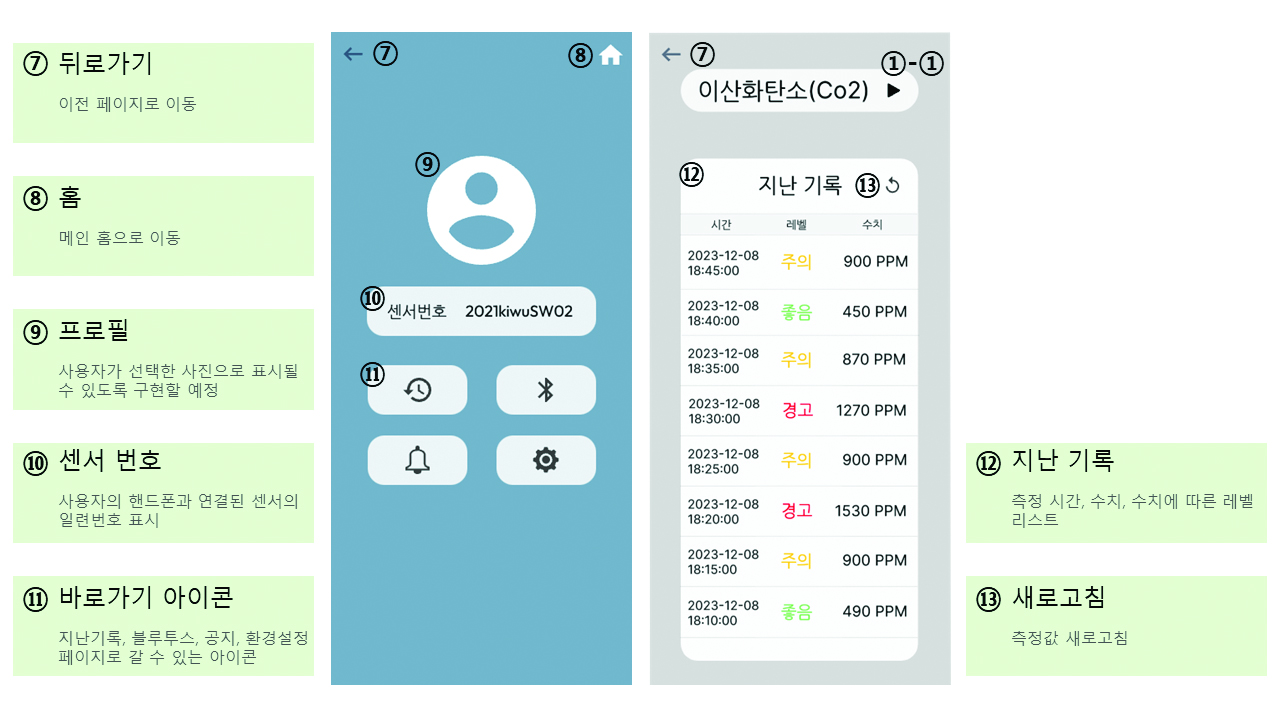 ⑦ 뒤로가기
이전 페이지로 이동
⑧ 홈
메인 홈으로 이동
⑨ 프로필
사용자가 선택한 사진으로 표시될
수 있도록 구현할 예정
⑩ 센서 번호
사용자의 핸드폰과 연결된 센서의
일련번호 표시
⑪ 바로가기 아이콘
지난기록, 블루투스, 공지, 환경설정
페이지로 갈 수 있는 아이콘
⑦ ⑧
⑨
⑩ 센서번호 2021kiwuSW02
⑪
⑦ ①-①
이산화탄소(Co2)
⑫ 지난 기록 ⑬
시간 레벨 수치
2023-12-08
18:45:00 주의 900 PPM
2023-12-08
18:40:00 좋음 450 PPM
2023-12-08
18:35:00 주의 870 PPM
2023-12-08
18:30:00 경고 1270 PPM
2023-12-08
18:25:00 주의 900 PPM
2023-12-08
18:20:00 경고 1530 PPM
2023-12-08
18:15:00 주의 900 PPM
2023-12-08
18:10:00 좋음 490 PPM
⑫ 지난 기록
측정 시간, 수치, 수치에 따른 레벨
리스트
⑬ 새로고침
측정값 새로고침